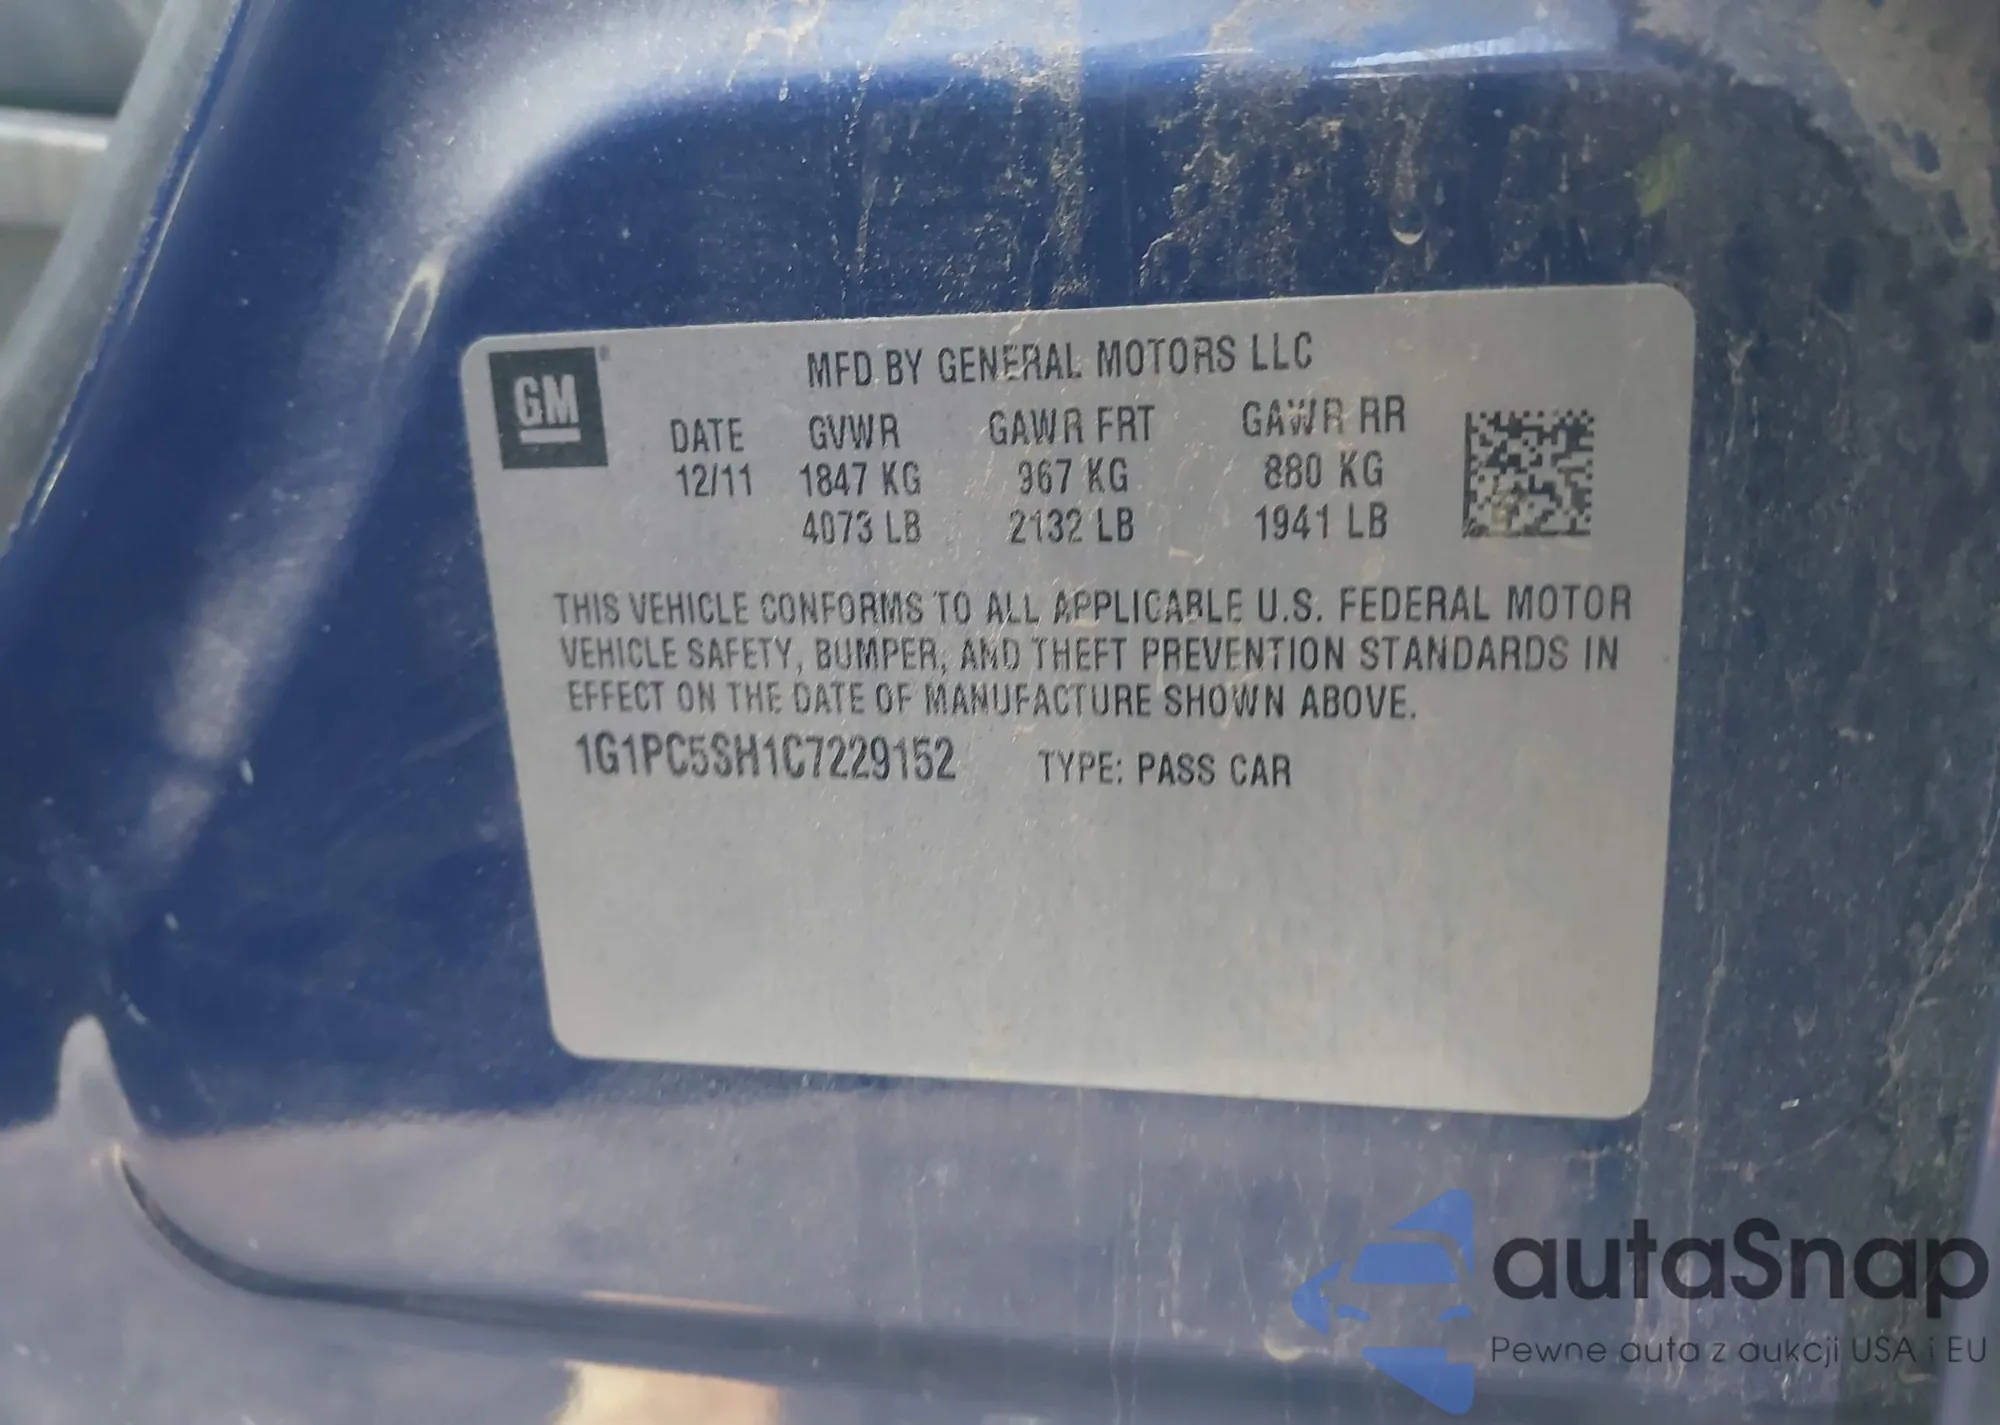 GM®
MFD BY GENERAL MOTORS LLC
DATE GVWR GAWR FRT GAWR RR
12/11 1847 KG 967 KG 880 KG
4073 LB 2132 LB 1941 LB
THIS VEHICLE CONFORMS TO ALL APPLICABLE U.S. FEDERAL MOTOR
VEHICLE SAFETY, BUMPER, AND THEFT PREVENTION STANDARDS IN
EFFECT ON THE DATE OF MANUFACTURE SHOWN ABOVE.
1G1PC5SH1C7229152 TYPE: PASS CAR
autaSnap
Pewne auta z aukcji USA i EU